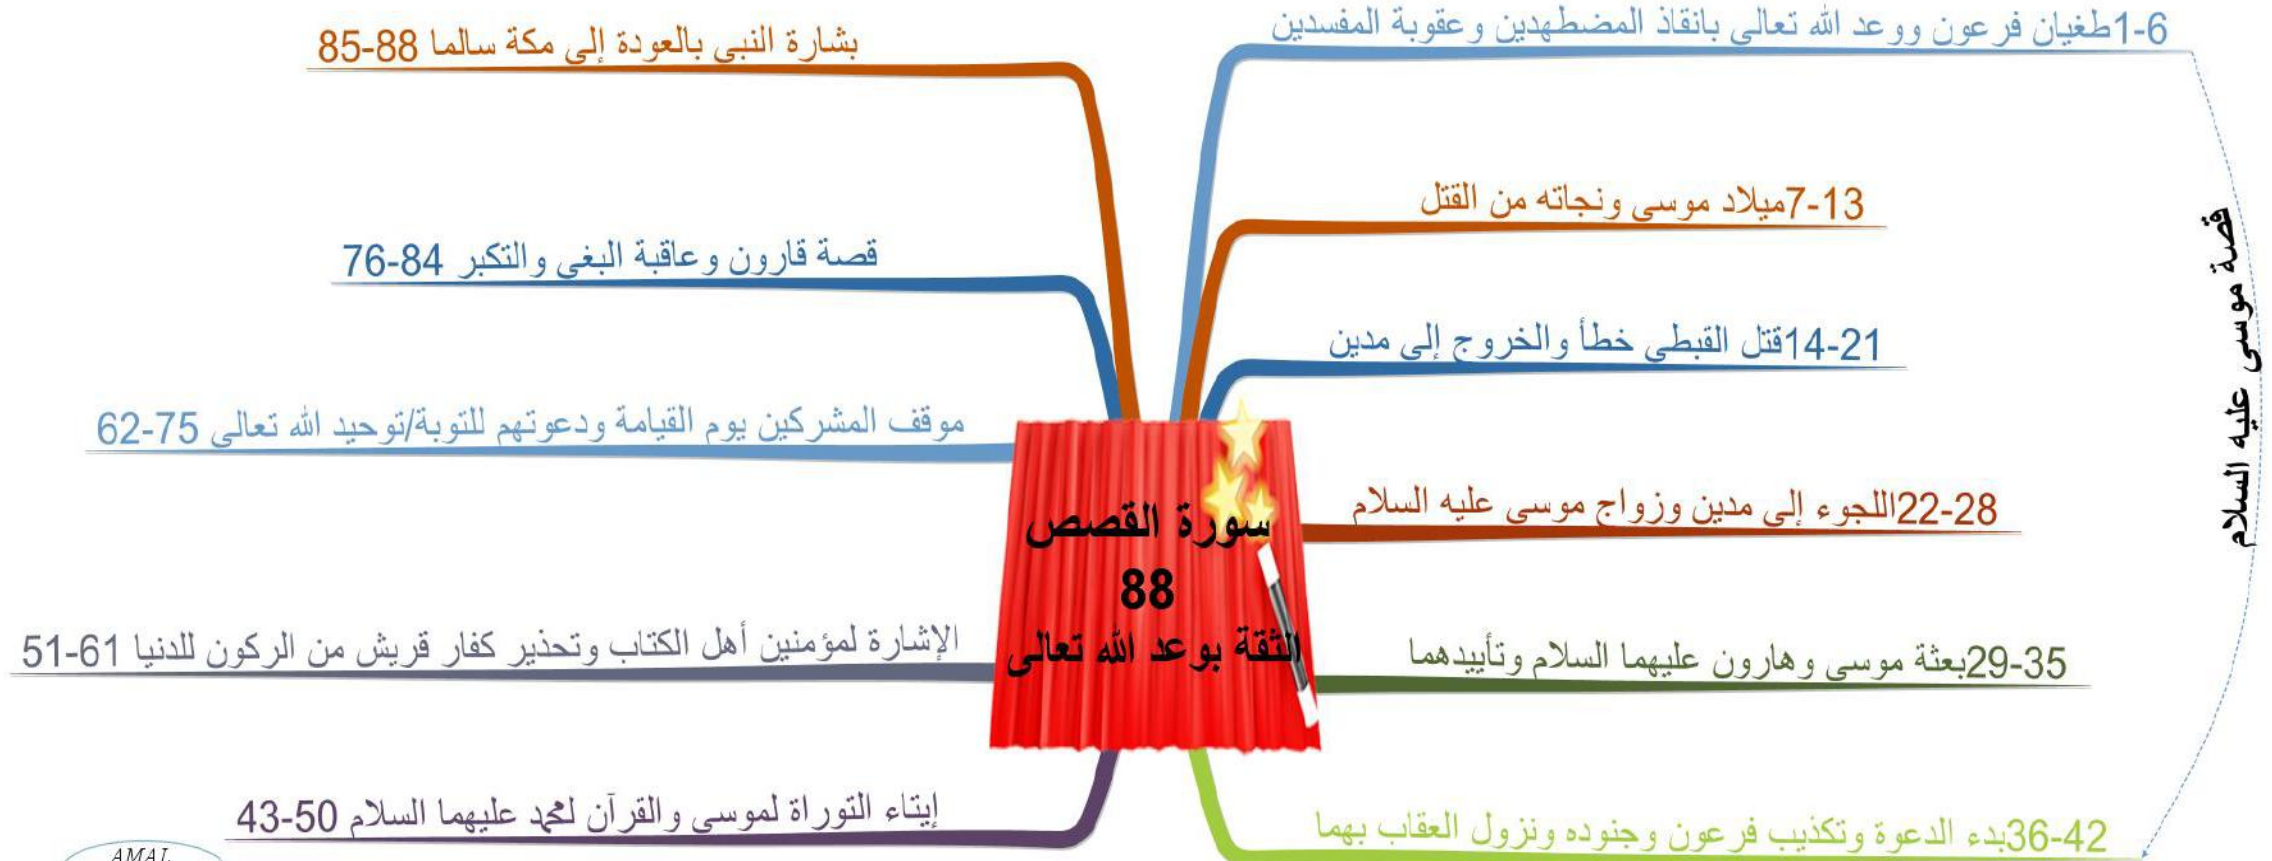 سورة القصص
88
الثقة بوعد الله تعالى
قصة موسى عليه السلام
1-6طغيان فرعون ووعد الله تعالى بانقاذ المضطهدين وعقوبة المفسدين
7-13ميلاد موسى ونجاته من القتل
14-21قتل القبطي خطأ والخروج إلى مدين
22-28اللجوء إلى مدين وزواج موسى عليه السلام
29-35بعثة موسى وهارون عليهما السلام وتأييدهما
36-42بدء الدعوة وتكذيب فرعون وجنوده ونزول العقاب بهما
إيتاء التوراة لموسى والقرآن لمحمد عليهما السلام 43-50
الإشارة لمؤمنين أهل الكتاب وتحذير كفار قريش من الركون للدنيا 51-61
موقف المشركين يوم القيامة ودعوتهم للتوبة/توحيد الله تعالى 62-75
قصة قارون وعاقبة البغي والتكبر 76-84
بشارة النبي بالعودة إلى مكة سالما 85-88
AMAL